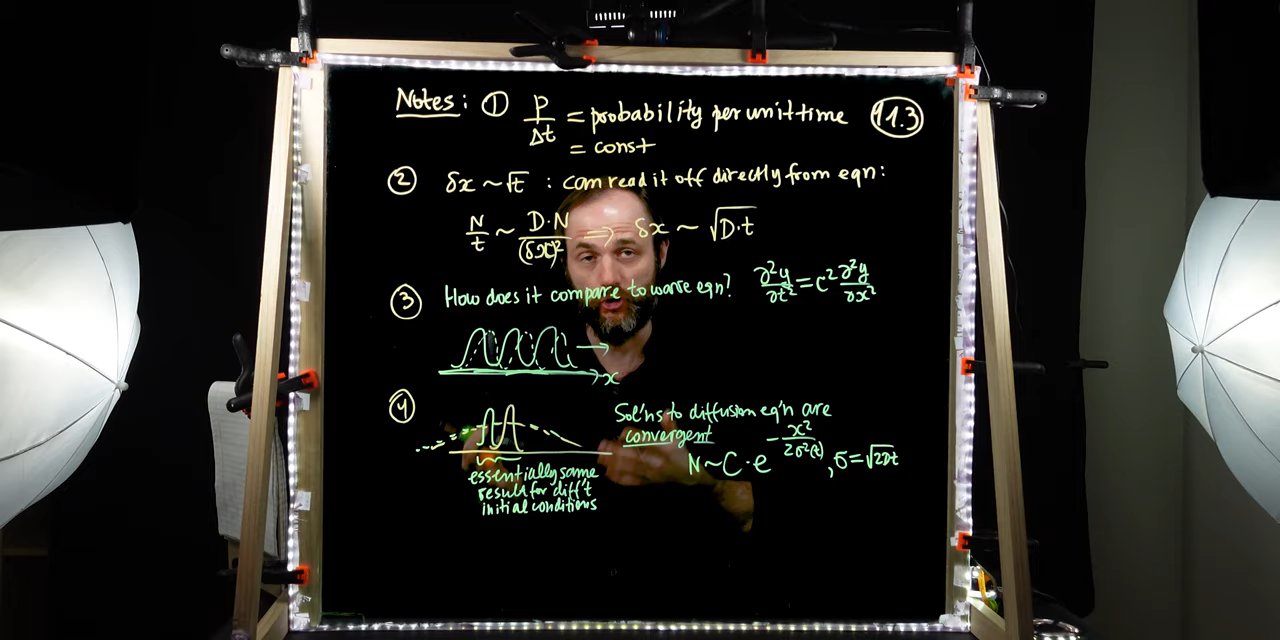 Notes: ① P/Δt = probability per unit time
= const
11.3
② δx ~ √t : can read it off directly from eqn:
N/t ~ D·N/(δx)² ⇒ δx ~ √D·t
③ How does it compare to wave eqn? ∂²y/∂t² = c² ∂²y/∂x²
x
④ Sol'ns to diffusion eq'n are
convergent
N ~ C · e^(-x²/2σ²(t)), σ = √2Dt
essentially same
result for diff't
initial conditions